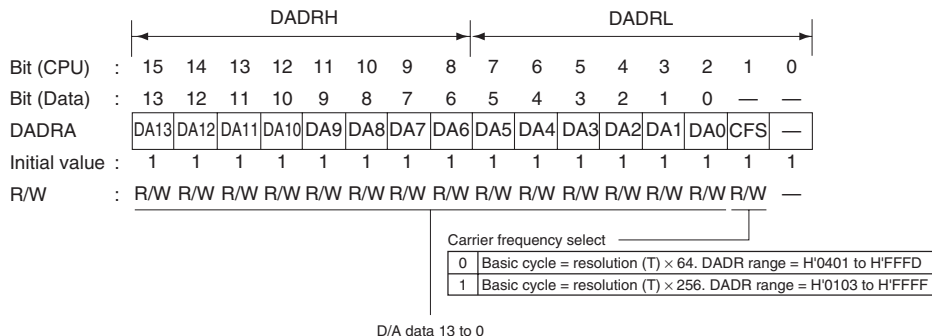 DADRH DADRL
Bit (CPU) : 15 14 13 12 11 10 9 8 7 6 5 4 3 2 1 0
Bit (Data) : 13 12 11 10 9 8 7 6 5 4 3 2 1 0 — —
DADRA DA13 DA12 DA11 DA10 DA9 DA8 DA7 DA6 DA5 DA4 DA3 DA2 DA1 DA0 CFS —
Initial value : 1 1 1 1 1 1 1 1 1 1 1 1 1 1 1 1
R/W : R/W R/W R/W R/W R/W R/W R/W R/W R/W R/W R/W R/W R/W R/W R/W —
Carrier frequency select
0 Basic cycle = resolution (T) × 64. DADR range = H'0401 to H'FFFD
1 Basic cycle = resolution (T) × 256. DADR range = H'0103 to H'FFFF
D/A data 13 to 0